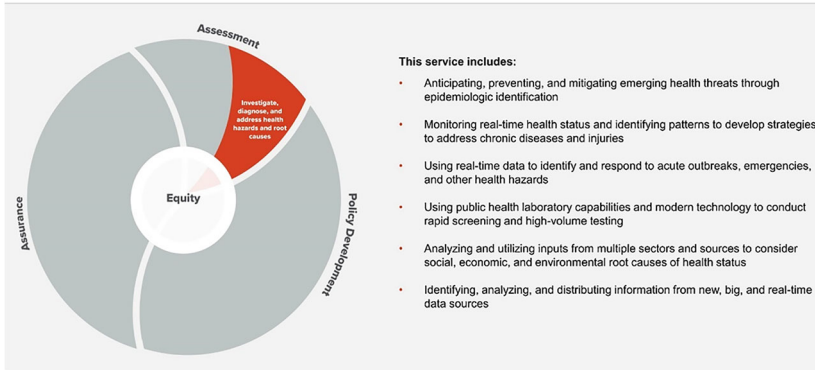 Assessment
Investigate,
diagnose, and
address health
hazards and root
causes
Equity
Assurance
Policy Development
This service includes:
• Anticipating, preventing, and mitigating emerging health threats through
epidemiologic identification
• Monitoring real-time health status and identifying patterns to develop strategies
to address chronic diseases and injuries
• Using real-time data to identify and respond to acute outbreaks, emergencies,
and other health hazards
• Using public health laboratory capabilities and modern technology to conduct
rapid screening and high-volume testing
• Analyzing and utilizing inputs from multiple sectors and sources to consider
social, economic, and environmental root causes of health status
• Identifying, analyzing, and distributing information from new, big, and real-time
data sources